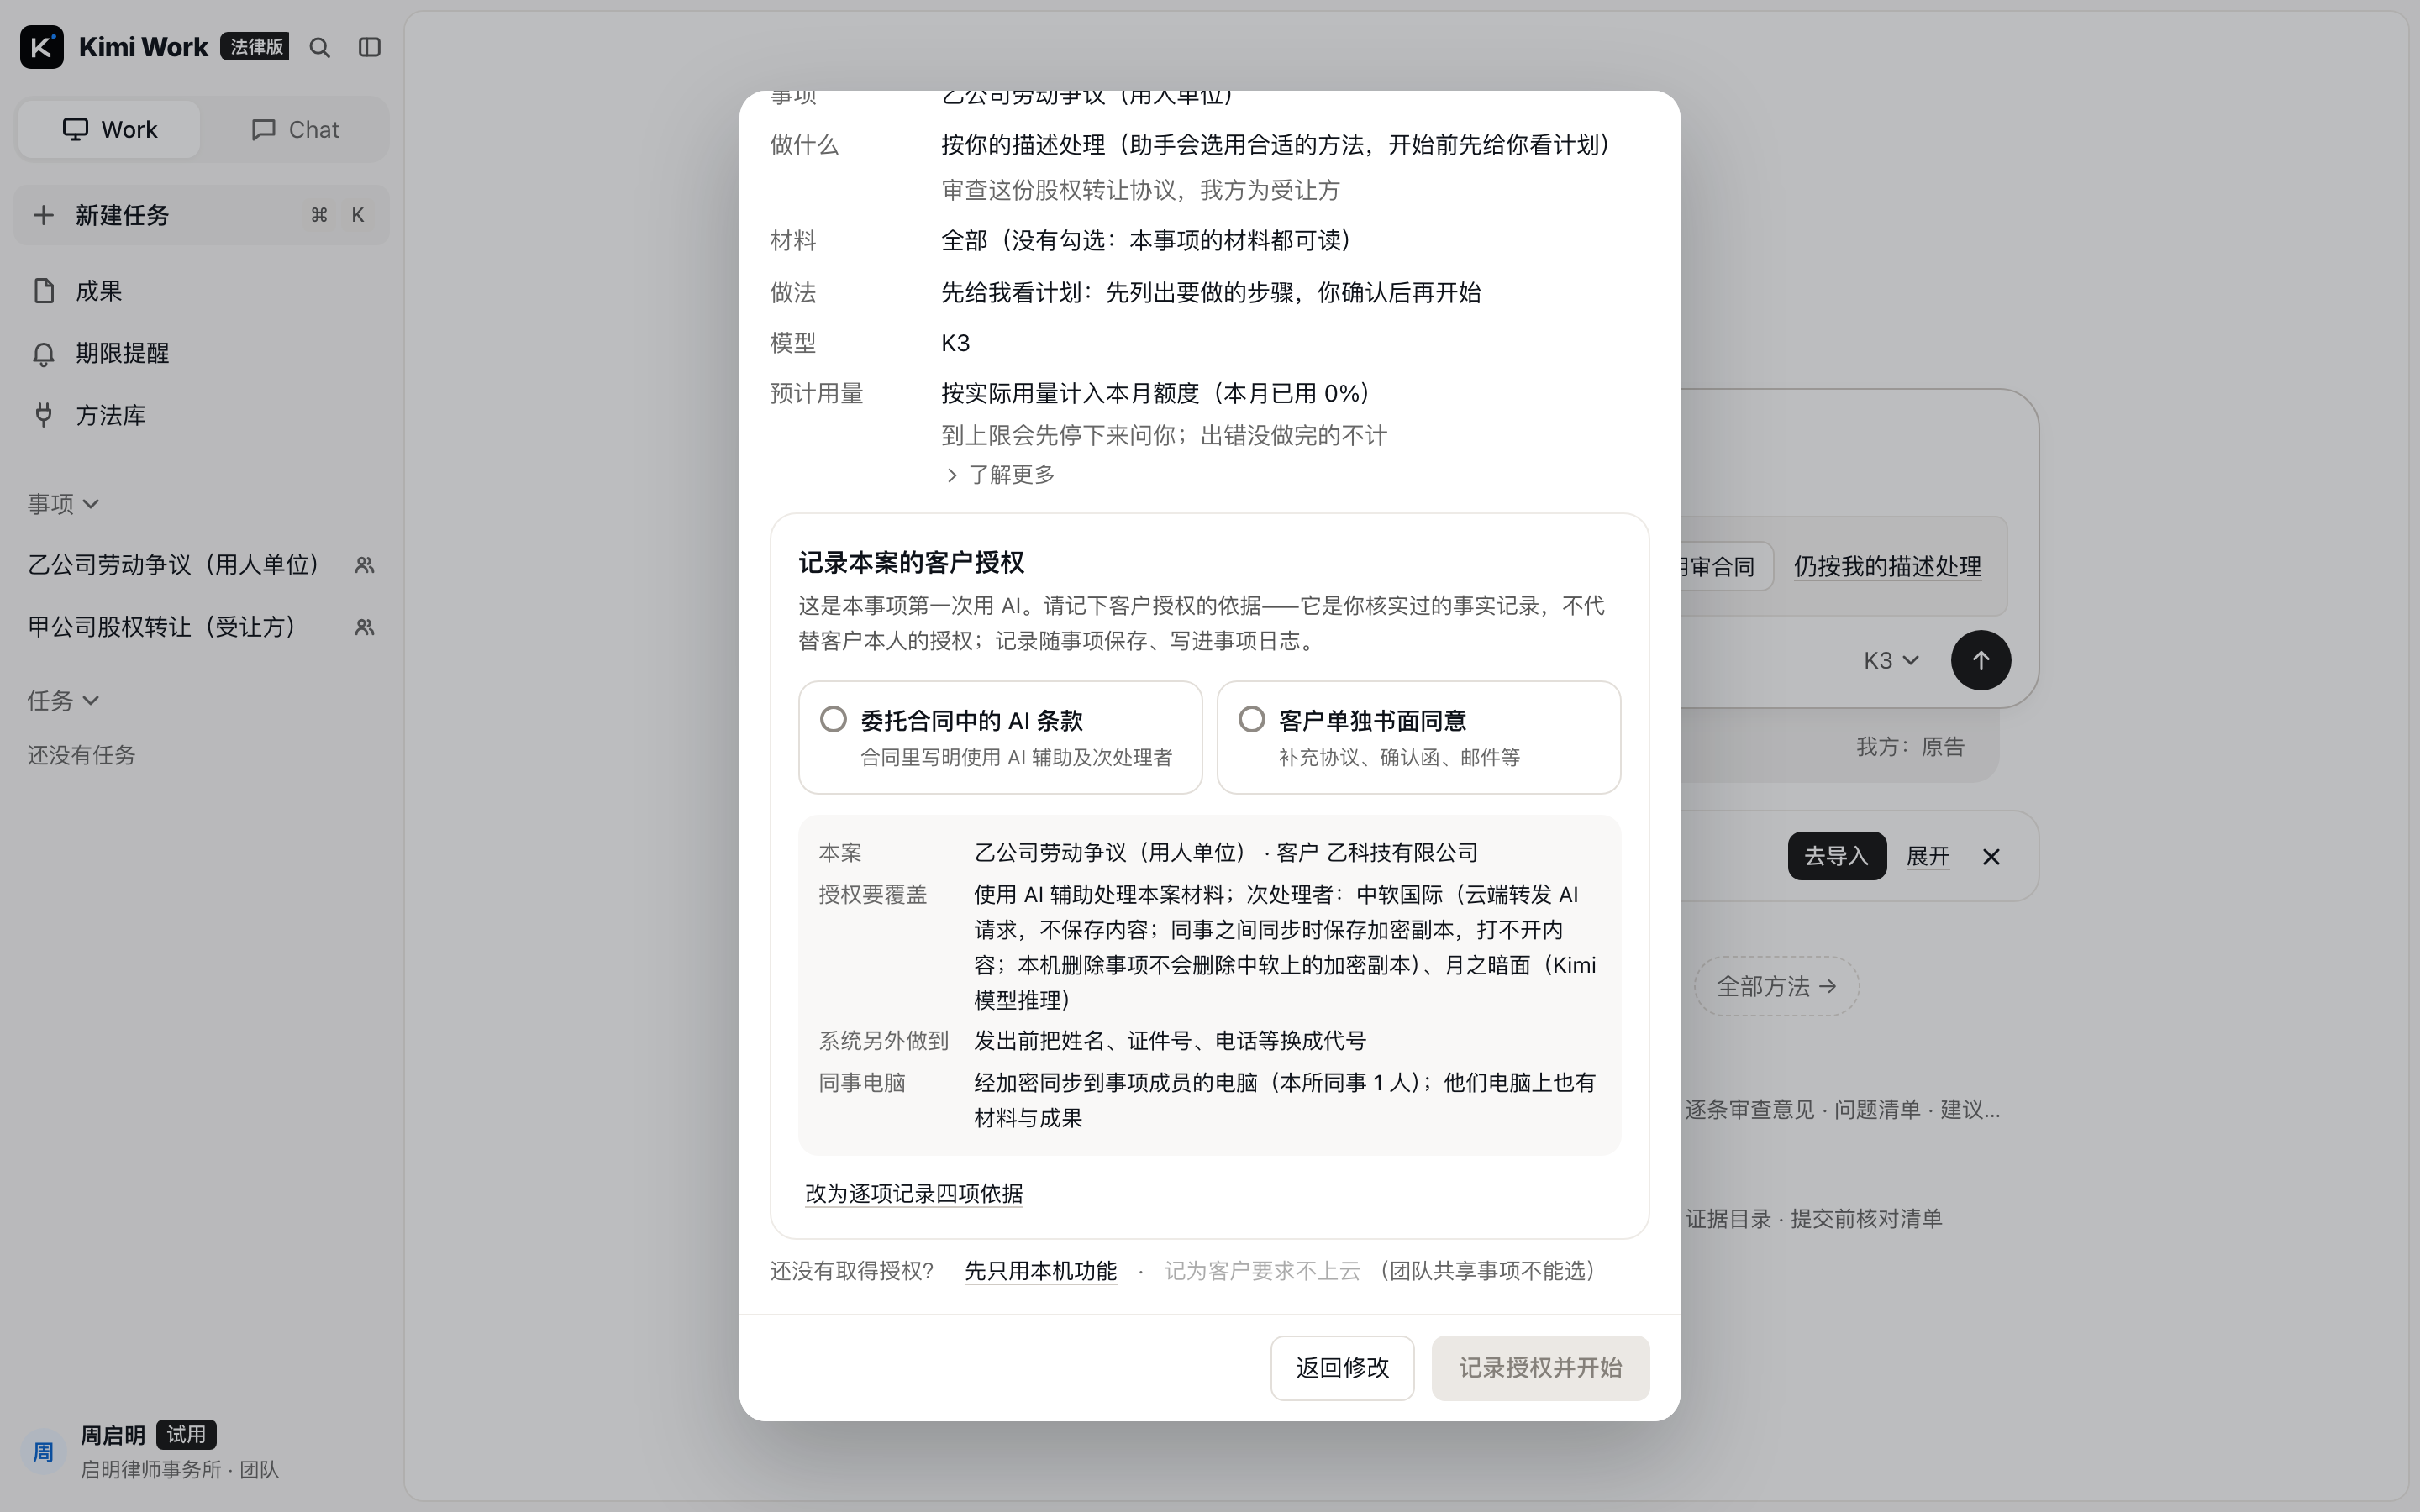 Kimi Work 法律版
Work
Chat
新建任务 ⌘ K
成果
期限提醒
方法库
事项
乙公司劳动争议（用人单位）
甲公司股权转让（受让方）
任务
还没有任务
周 周启明 试用
启明律师事务所 · 团队
事项 乙公司劳动争议（用人单位）
做什么 按你的描述处理（助手会选用合适的方法，开始前先给你看计划）
审查这份股权转让协议，我方为受让方
材料 全部（没有勾选：本事项的材料都可读）
做法 先给我看计划：先列出要做的步骤，你确认后再开始
模型 K3
预计用量 按实际用量计入本月额度（本月已用 0%）
到上限会先停下来问你；出错没做完的不计
了解更多
记录本案的客户授权
这是本事项第一次用 AI。请记下客户授权的依据——它是你核实过的事实记录，不代
替客户本人的授权；记录随事项保存、写进事项日志。
委托合同中的 AI 条款
合同里写明使用 AI 辅助及次处理者
客户单独书面同意
补充协议、确认函、邮件等
本案 乙公司劳动争议（用人单位） · 客户 乙科技有限公司
授权要覆盖 使用 AI 辅助处理本案材料；次处理者：中软国际（云端转发 AI
请求，不保存内容；同事之间同步时保存加密副本，打不开内
容；本机删除事项不会删除中软上的加密副本）、月之暗面（Kimi
模型推理）
系统另外做到 发出前把姓名、证件号、电话等换成代号
同事电脑 经加密同步到事项成员的电脑（本所同事 1 人）；他们电脑上也有
材料与成果
改为逐项记录四项依据
还没有取得授权？ 先只用本机功能 · 记为客户要求不上云 （团队共享事项不能选）
返回修改
记录授权并开始
审合同
仍按我的描述处理
K3
我方：原告
去导入
展开
全部方法 →
逐条审查意见 · 问题清单 · 建议...
证据目录 · 提交前核对清单